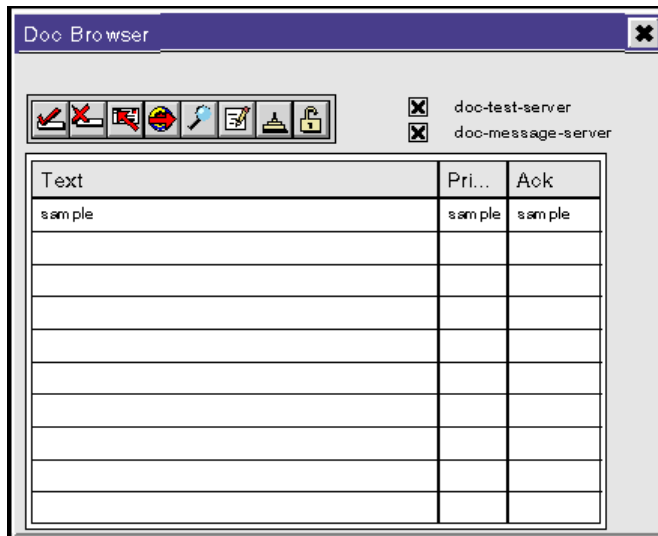 Doc Browser
doc-test-server
doc-message-server
Text Pri... Ack
sample sample sample